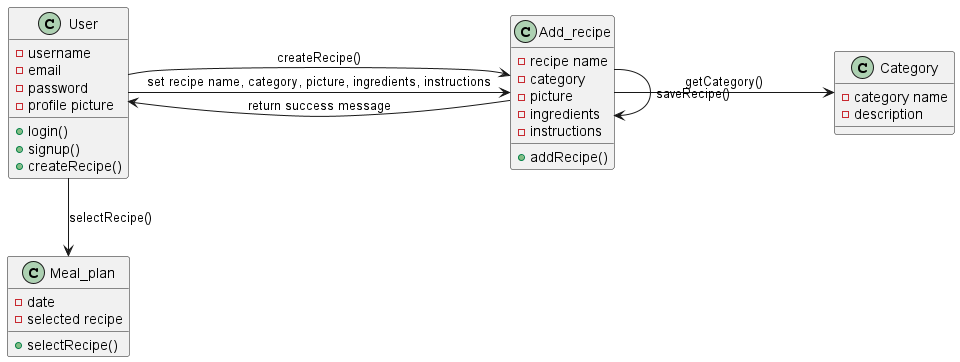 C User
username
email
password
profile picture
login()
signup()
createRecipe()
createRecipe()
set recipe name, category, picture, ingredients, instructions
return success message
C Add_recipe
recipe name
category
picture
ingredients
instructions
addRecipe()
getCategory()
saveRecipe()
C Category
category name
description
selectRecipe()
C Meal_plan
date
selected recipe
selectRecipe()